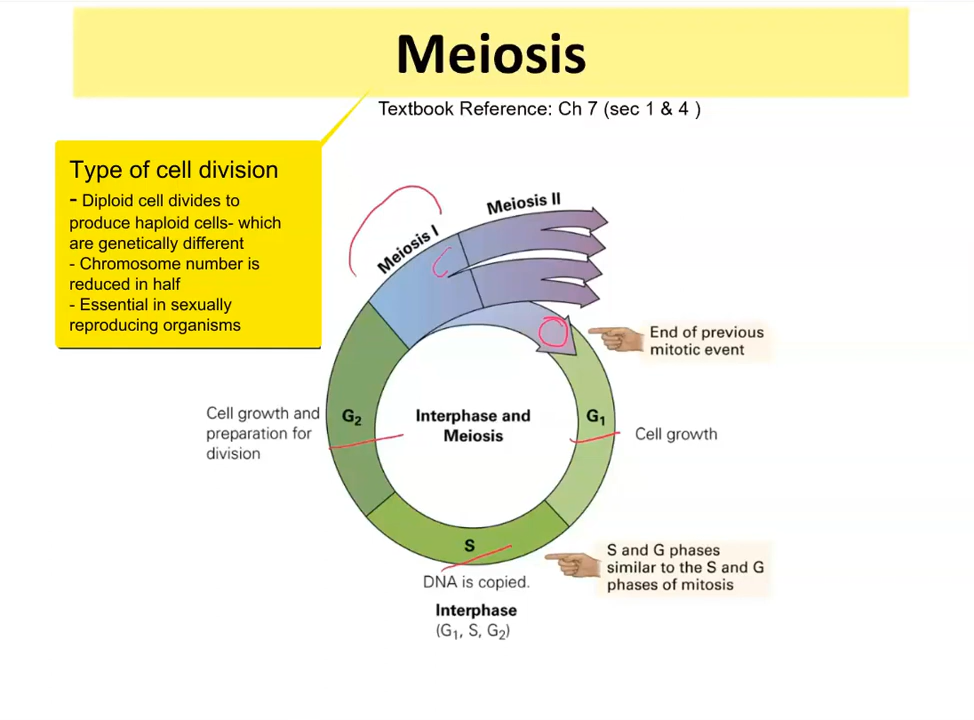 Meiosis
Textbook Reference: Ch 7 (sec 1 & 4 )
Type of cell division
- Diploid cell divides to
produce haploid cells- which
are genetically different
- Chromosome number is
reduced in half
- Essential in sexually
reproducing organisms
Meiosis I
Meiosis II
End of previous
mitotic event
Cell growth and
preparation for
division
G₂
Interphase and
Meiosis
G₁
Cell growth
S
DNA is copied.
Interphase
(G₁, S, G₂)
S and G phases
similar to the S and G
phases of mitosis